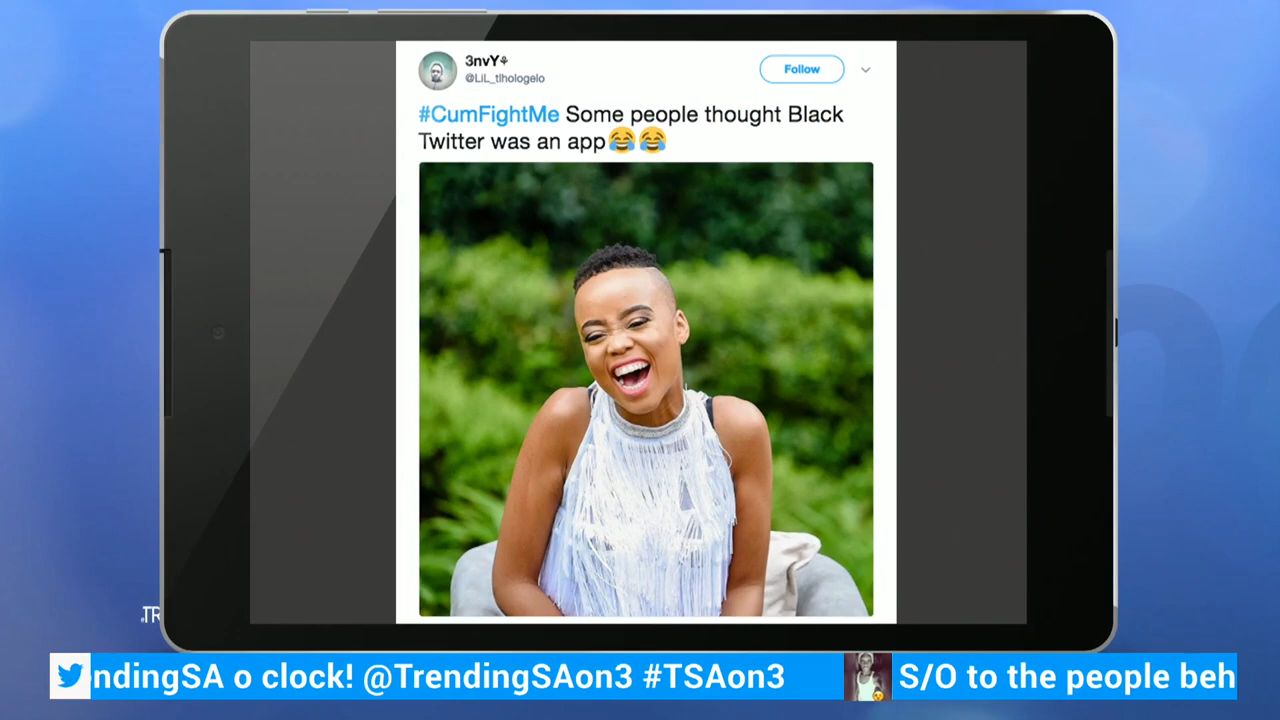 3nvY⚘
@LiL_tlhologelo
Follow
#CumFightMe Some people thought Black
Twitter was an app😂😂
#TR
ndingSA o clock! @TrendingSAon3 #TSAon3
S/O to the people beh